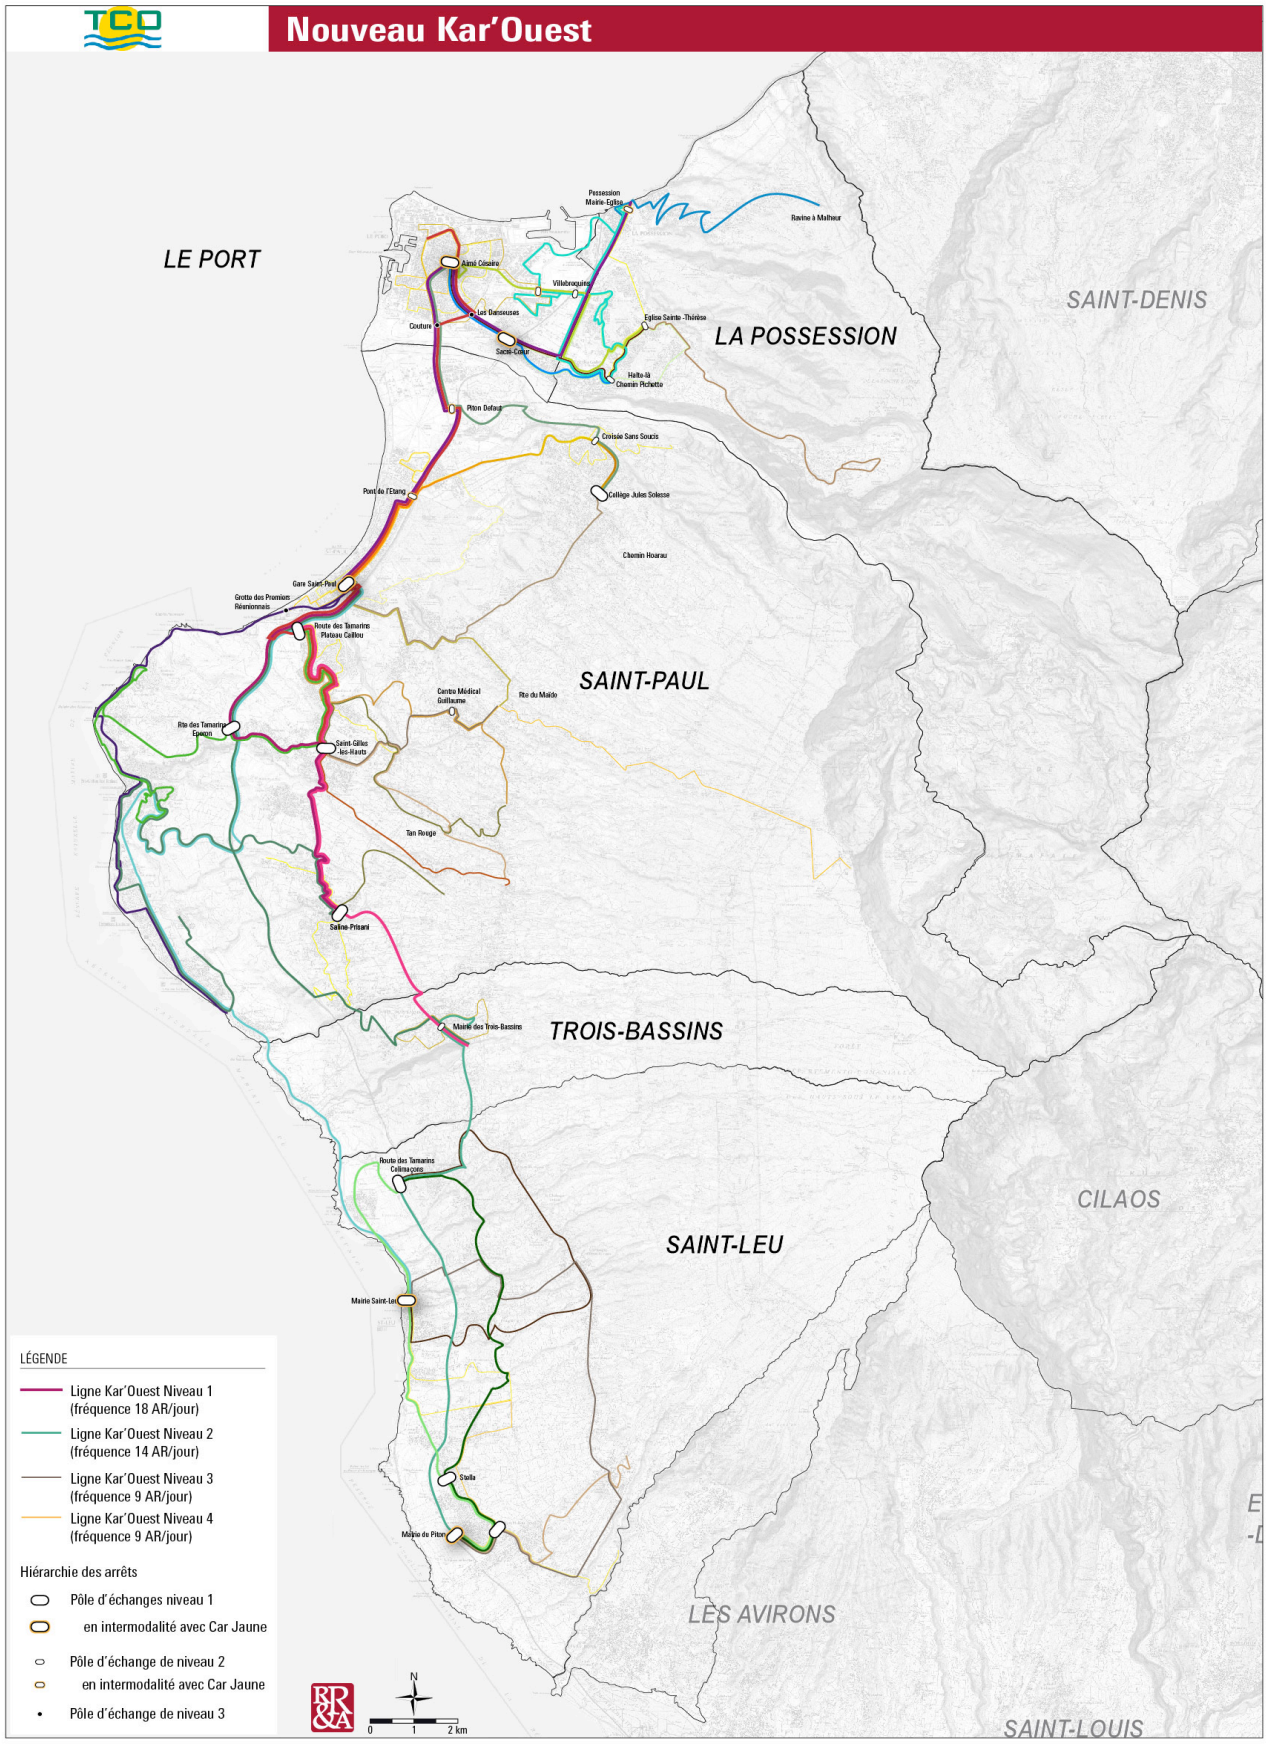 TCO
Nouveau Kar'Ouest
Possession
Mairie-Eglise
Ravine à Malheur
LE PORT
Aimé Césaire
Villebrequins
SAINT-DENIS
Les Danseuses
Couture
Eglise Sainte -Thérèse
LA POSSESSION
Sacré-Cœur
Halte-là
Chemin Pichette
Piton Defaut
Croisée Sans Soucis
Pont de l'Etang
Collège Jules Solesse
Chemin Hoarau
Gare Saint-Paul
Grotte des Premiers
Réunionnais
Route des Tamarins
Plateau Caillou
SAINT-PAUL
Centre Médical
Guillaume
Rte du Maïdo
Rte des Tamarins
Eperon
Saint-Gilles
-les-Hauts
Tan Rouge
Saline-Prisani
Mairie des Trois-Bassins
TROIS-BASSINS
Route des Tamarins
Colimaçons
CILAOS
SAINT-LEU
Mairie Saint-Leu
Stella
Mairie du Piton
LES AVIRONS
SAINT-LOUIS
LÉGENDE
Ligne Kar'Ouest Niveau 1
(fréquence 18 AR/jour)
Ligne Kar'Ouest Niveau 2
(fréquence 14 AR/jour)
Ligne Kar'Ouest Niveau 3
(fréquence 9 AR/jour)
Ligne Kar'Ouest Niveau 4
(fréquence 9 AR/jour)
Hiérarchie des arrêts
Pôle d'échanges niveau 1
en intermodalité avec Car Jaune
Pôle d'échange de niveau 2
en intermodalité avec Car Jaune
Pôle d'échange de niveau 3
RR
&A
N
0 1 2 km